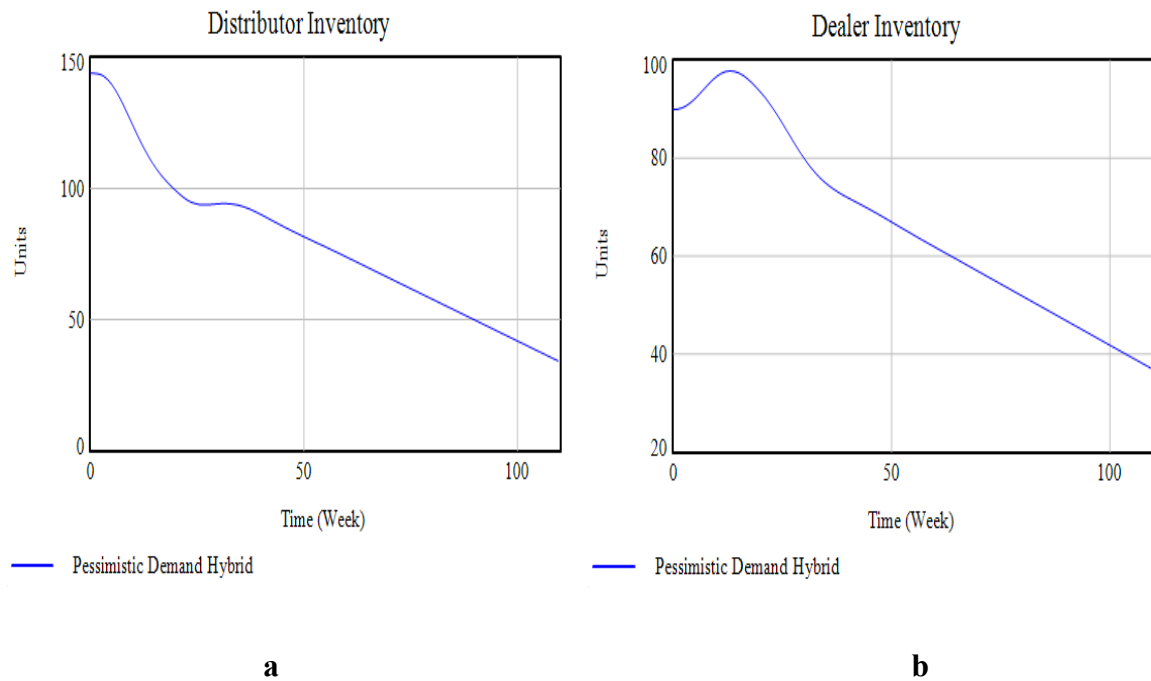 Distributor Inventory
150
100
50
0
Units
0 50 100
Time (Week)
Pessimistic Demand Hybrid
a
Dealer Inventory
100
80
60
40
20
Units
0 50 100
Time (Week)
Pessimistic Demand Hybrid
b